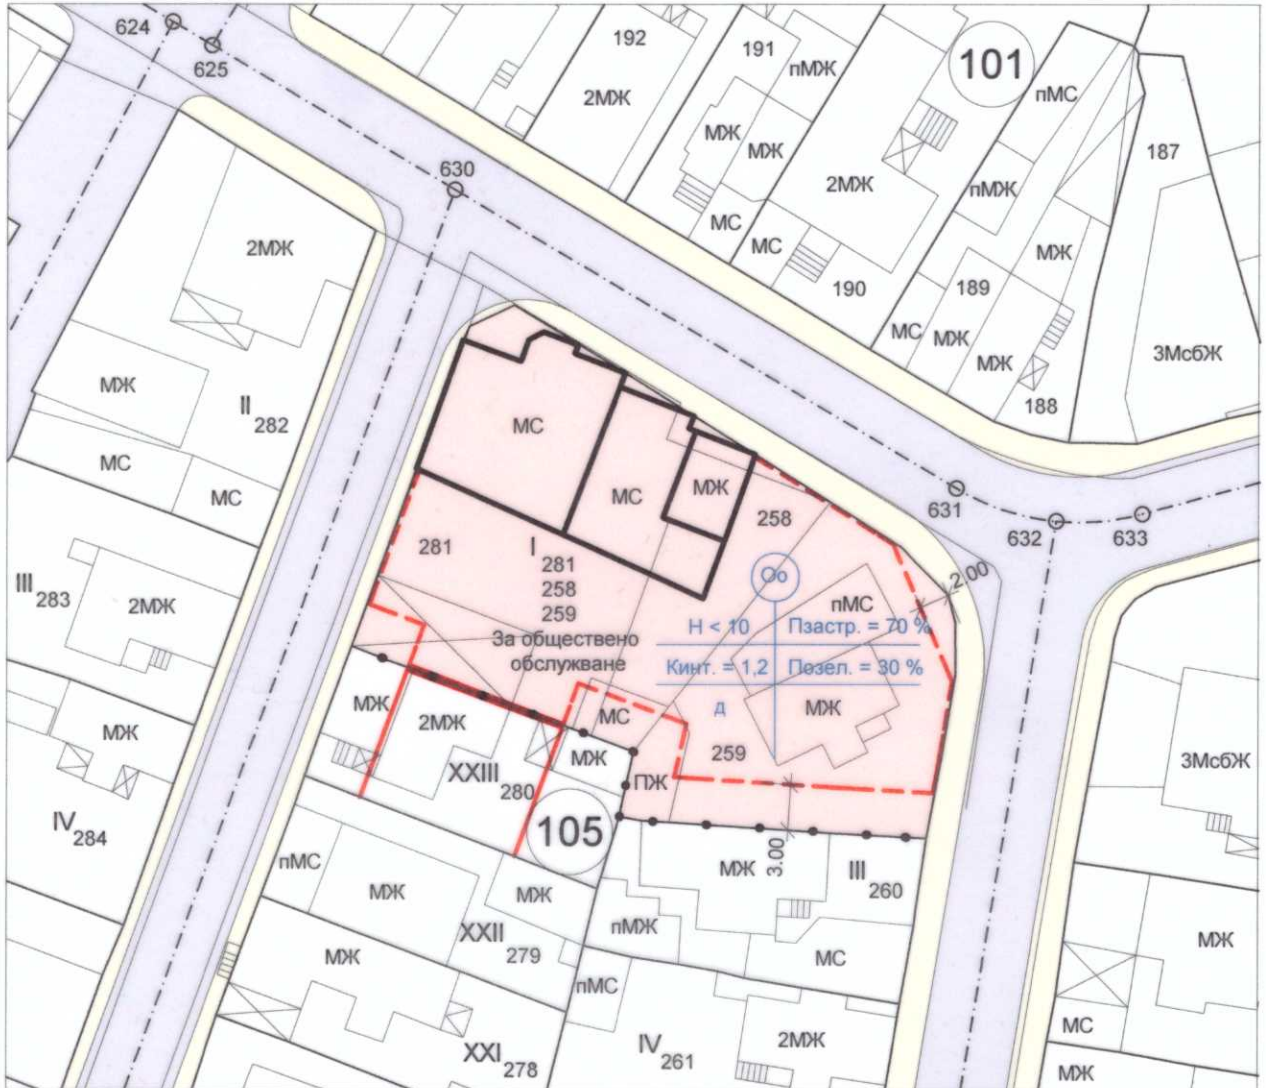 624
625
192
2МЖ
191
пМЖ
101
МЖ
МЖ
МС
МС
2МЖ
190
пМС
187
пМЖ
МЖ
189
МС
МЖ
МЖ
188
3МсбЖ
630
2МЖ
МЖ
II 282
МС
МС
МС
МС
МЖ
258
631
632
633
2.00
281
I 281
258
259
За обществено
обслужване
Оо
H < 10
Пзастр. = 70 %
Кинт. = 1,2
Позел. = 30 %
д
пМС
МЖ
МС
259
ПЖ
3.00
III 283
2МЖ
МЖ
IV 284
МЖ
2МЖ
МЖ
XXIII 280
105
МЖ
III 260
пМЖ
МС
3МсбЖ
пМС
МЖ
МЖ
XXII 279
МЖ
пМС
XXI 278
IV 261
2МЖ
МЖ
МС
МЖ